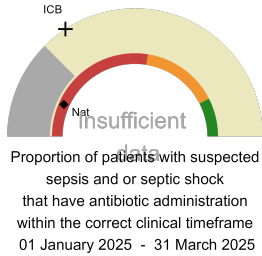 ICB
Nat
Insufficient
data
Proportion of patients with suspected
sepsis and or septic shock
that have antibiotic administration
within the correct clinical timeframe
01 January 2025 - 31 March 2025